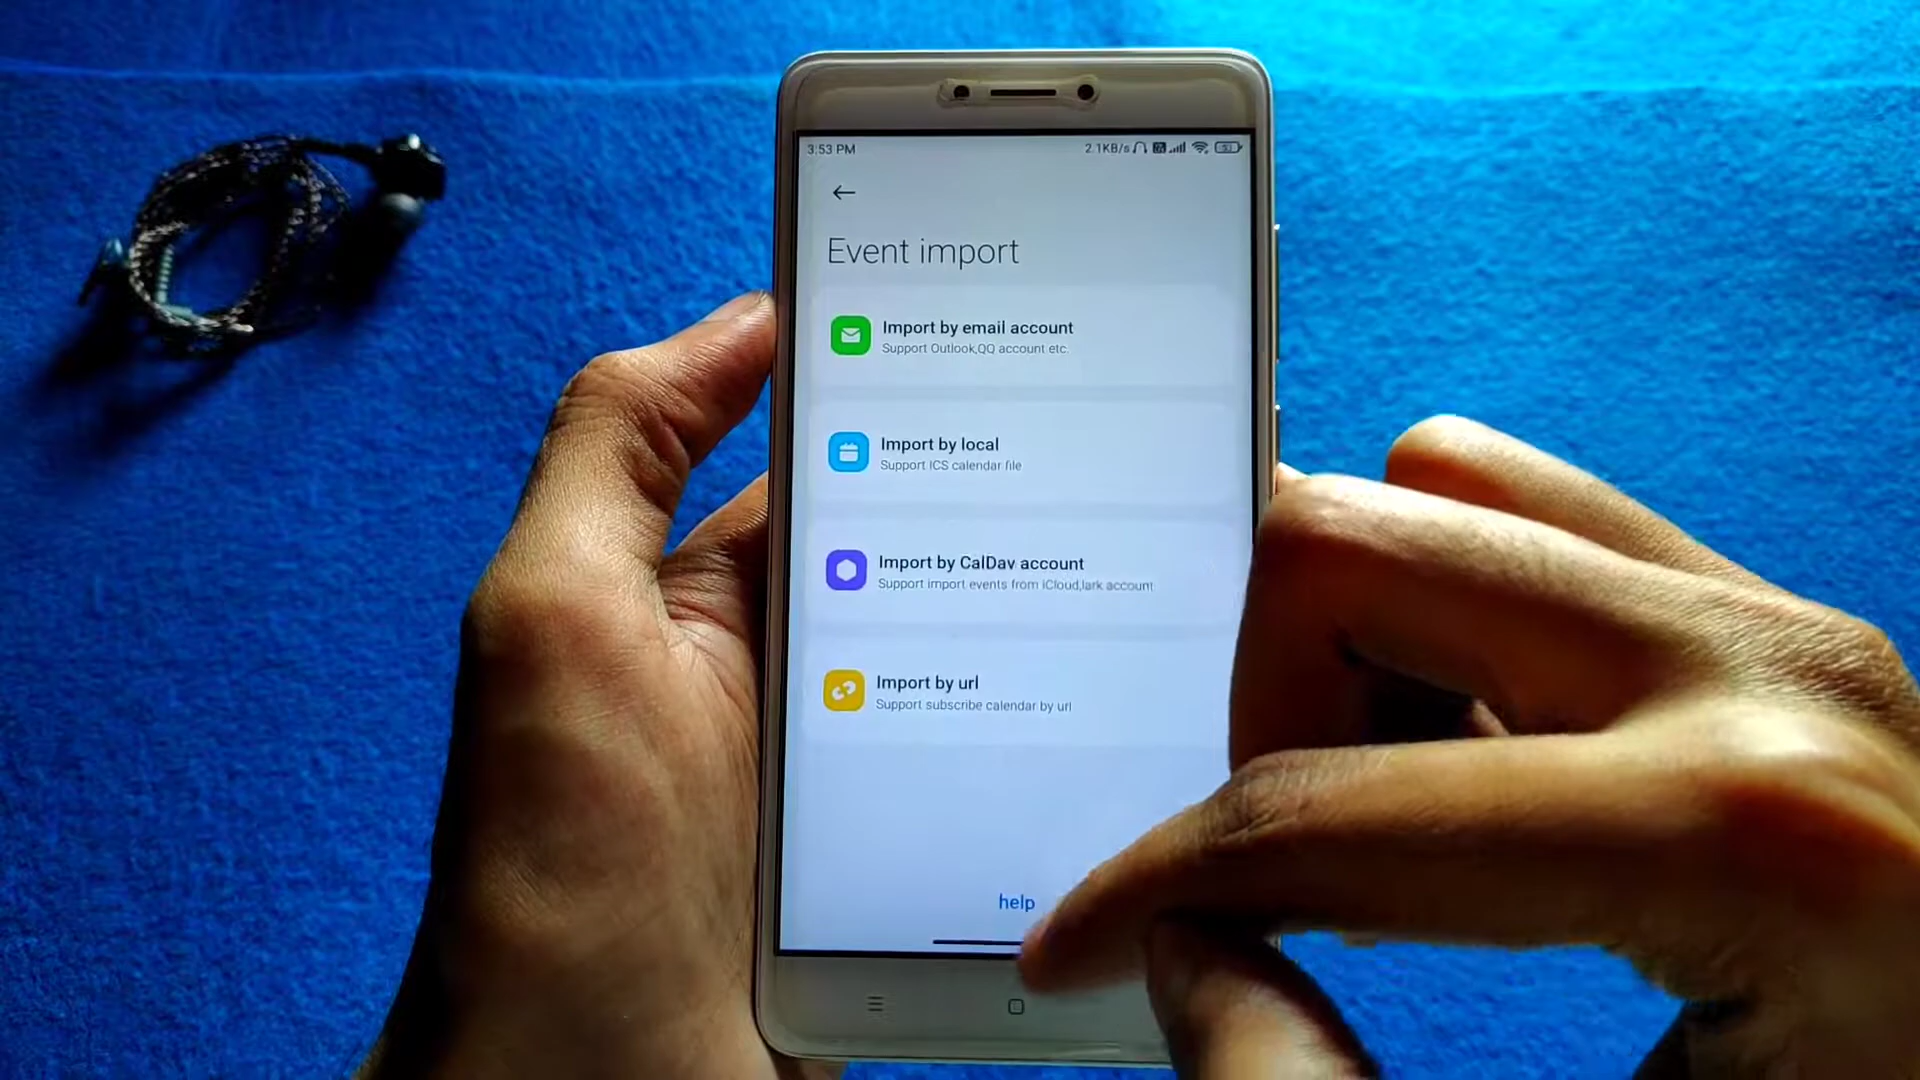 3:53 PM
2.1KB/s
Event import
Import by email account
Support Outlook,QQ account etc.
Import by local
Support ICS calendar file
Import by CalDav account
Support import events from iCloud,lark account
Import by url
Support subscribe calendar by url
help